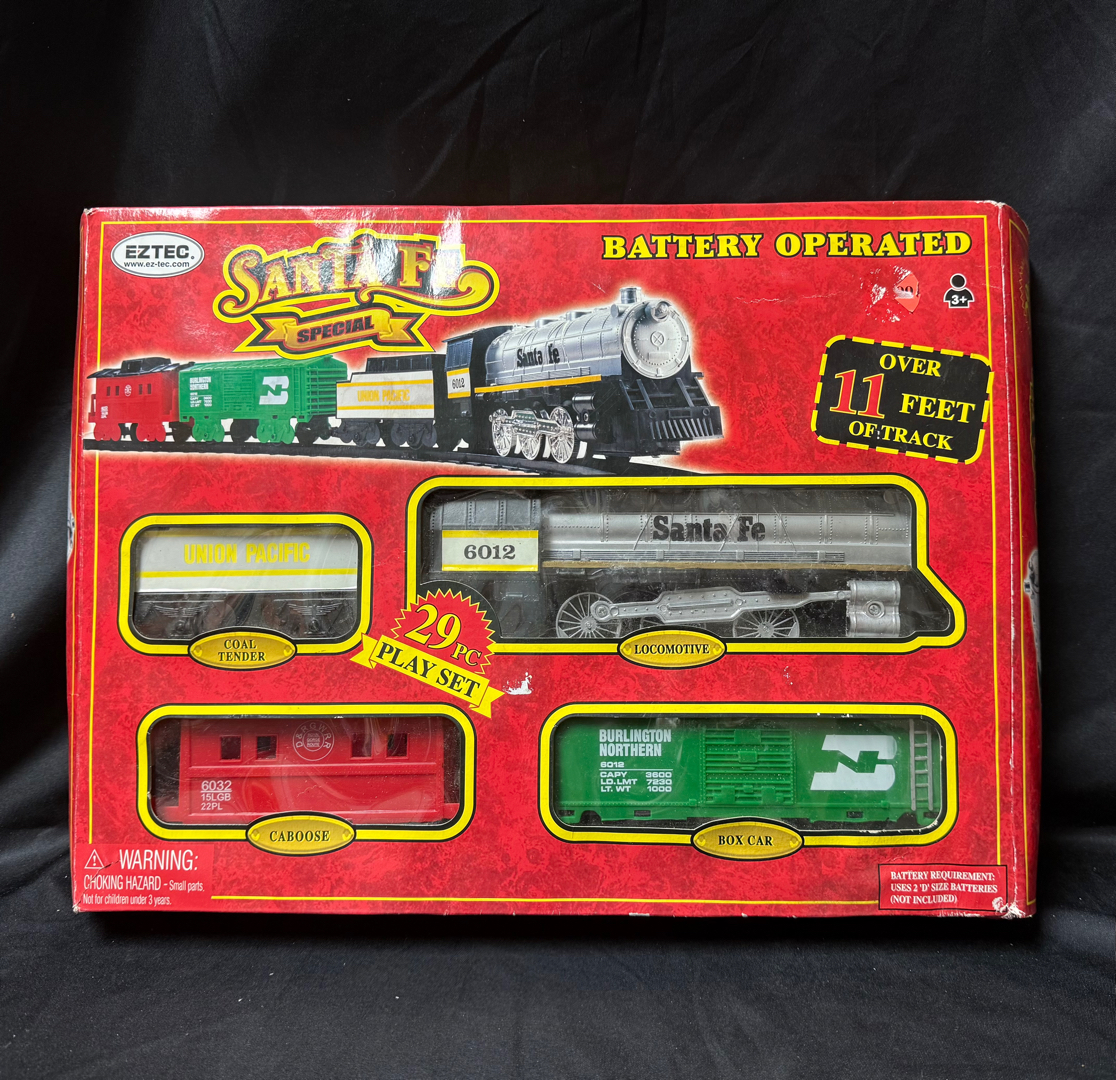 EZTEC®
www.ez-tec.com
SANTA FE
SPECIAL
BATTERY OPERATED
3+
OVER
11 FEET
OF TRACK
BURLINGTON
NORTHERN
UNION PACIFIC
6012
Santa Fe
UNION PACIFIC
COAL
TENDER
6012
Santa Fe
LOCOMOTIVE
29 PC
PLAY SET
6032
15LGB
22PL
CABOOSE
BURLINGTON
NORTHERN
6012
CAPY 3600
LD.LMT 7230
LT. WT 1000
BOX CAR
WARNING:
CHOKING HAZARD - Small parts.
Not for children under 3 years.
BATTERY REQUIREMENT:
USES 2 'D' SIZE BATTERIES
(NOT INCLUDED)